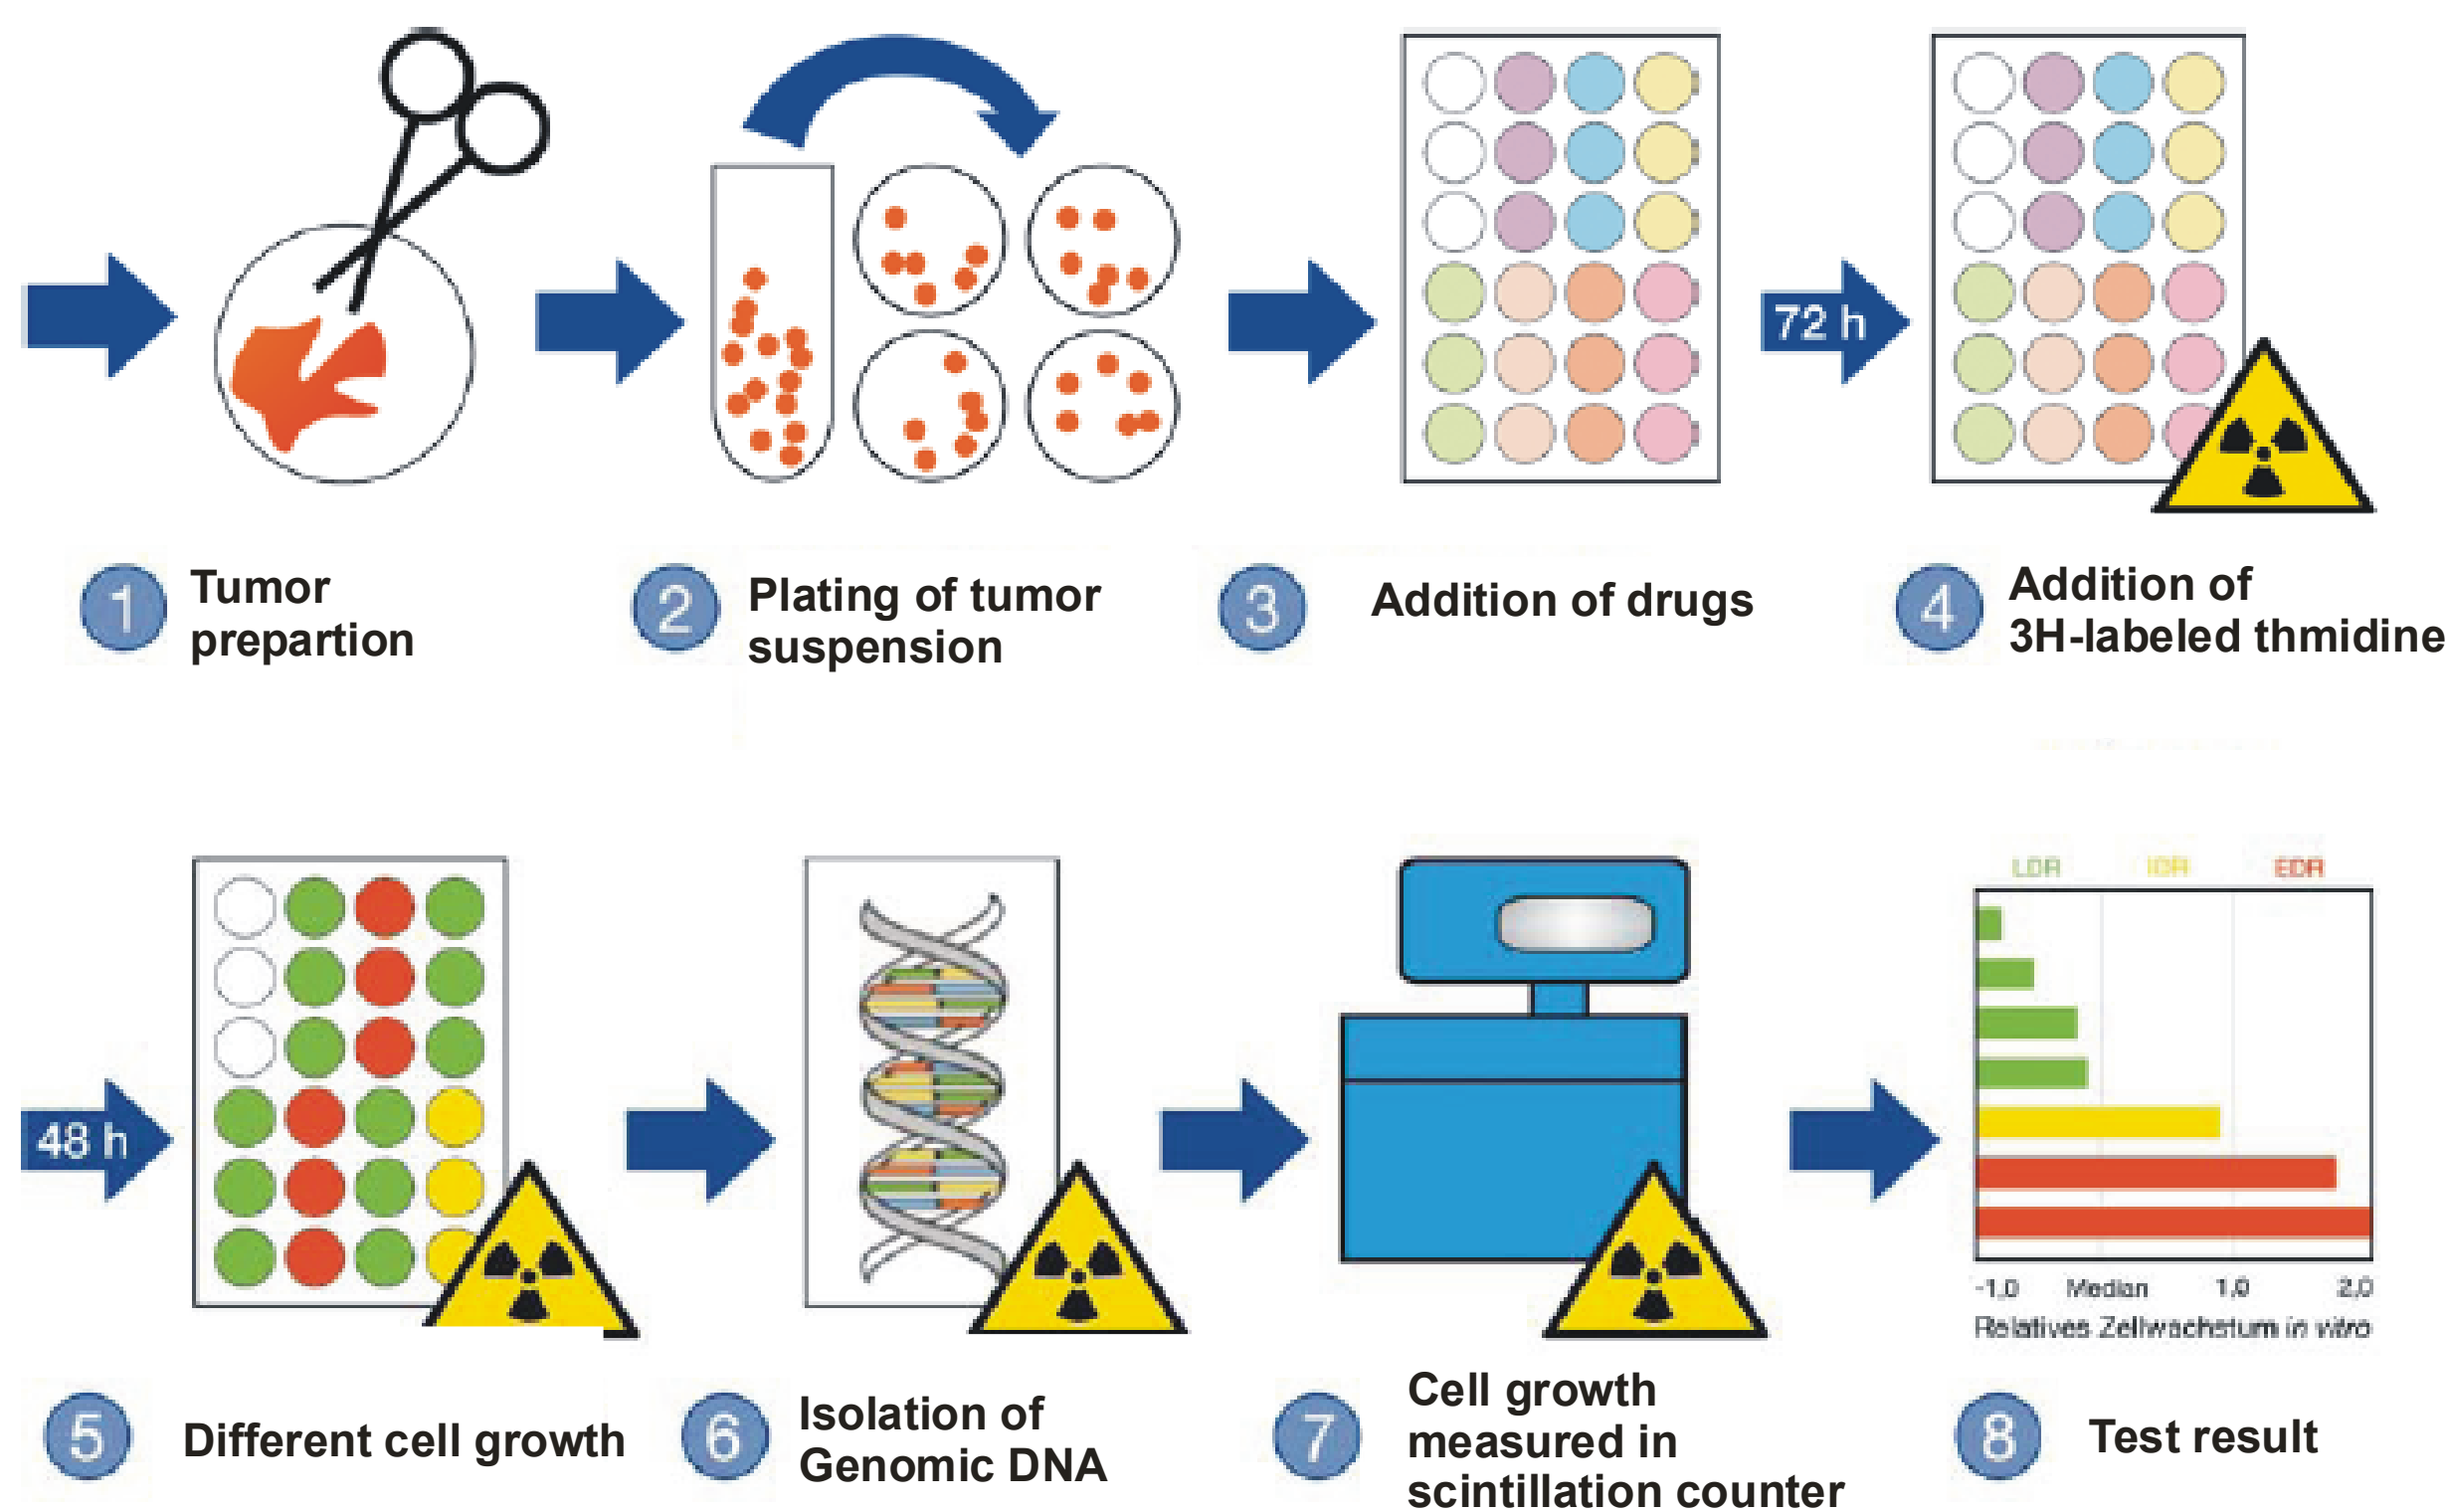 72 h
1 Tumor
prepartion
2 Plating of tumor
suspension
3 Addition of drugs
4 Addition of
3H-labeled thmidine
48 h
LDR IDR EDR
-1,0 Median 1,0 2,0
Relatives Zellwachstum in vitro
5 Different cell growth
6 Isolation of
Genomic DNA
7 Cell growth
measured in
scintillation counter
8 Test result